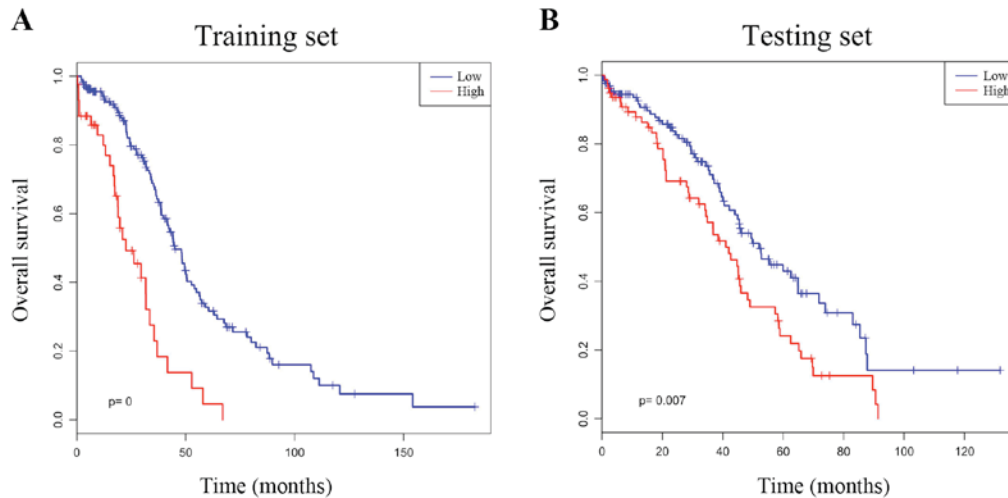 A
Training set
Low
High
Overall survival
0.0
0.2
0.4
0.6
0.8
1.0
p= 0
0 50 100 150
Time (months)
B
Testing set
Low
High
Overall survival
0.0
0.2
0.4
0.6
0.8
1.0
p= 0.007
0 20 40 60 80 100 120
Time (months)